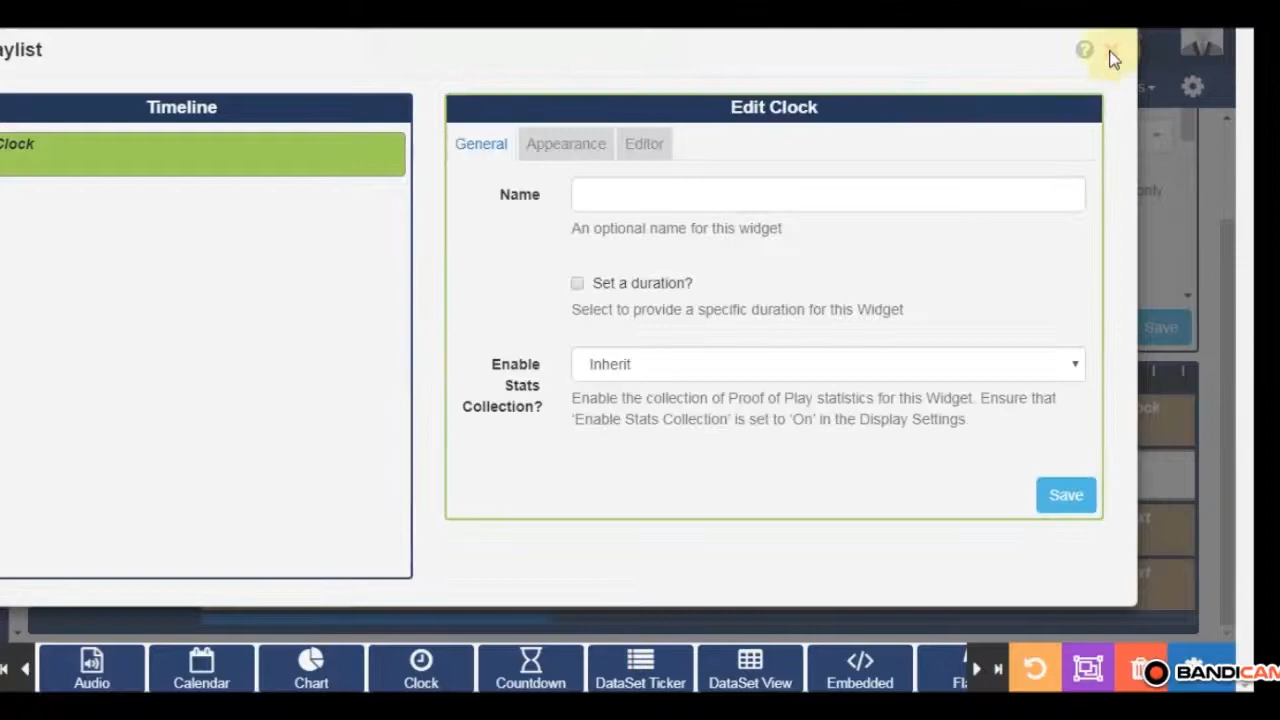 aylist
?
Timeline
Edit Clock
Clock
General Appearance Editor
Name
An optional name for this widget
only
Set a duration?
Select to provide a specific duration for this Widget
Save
Enable
Stats
Collection?
Inherit
Enable the collection of Proof of Play statistics for this Widget. Ensure that
‘Enable Stats Collection’ is set to ‘On’ in the Display Settings
Save
Audio Calendar Chart Clock Countdown DataSet Ticker DataSet View Embedded Fl
BANDICAM